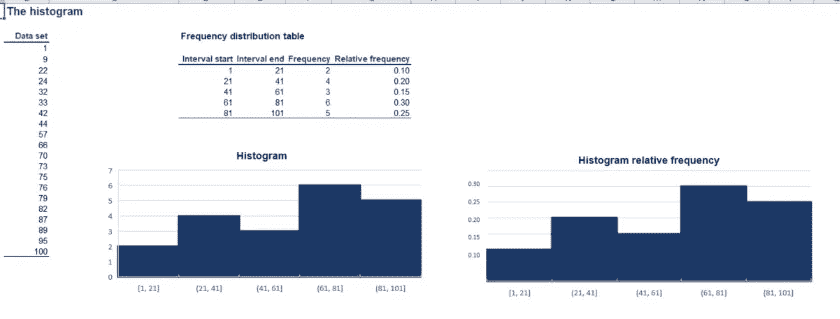 The histogram
Data set
1
9
22
24
32
33
42
44
57
66
70
73
75
76
79
82
87
89
95
100
Frequency distribution table
Interval start Interval end Frequency Relative frequency
1 21 2 0.10
21 41 4 0.20
41 61 3 0.15
61 81 6 0.30
81 101 5 0.25
Histogram
7
6
5
4
3
2
1
0
[1, 21] (21, 41] (41, 61] (61, 81] (81, 101]
Histogram relative frequency
0.30
0.25
0.20
0.15
0.10
[1, 21] (21, 41] (41, 61] (61, 81] (81, 101]